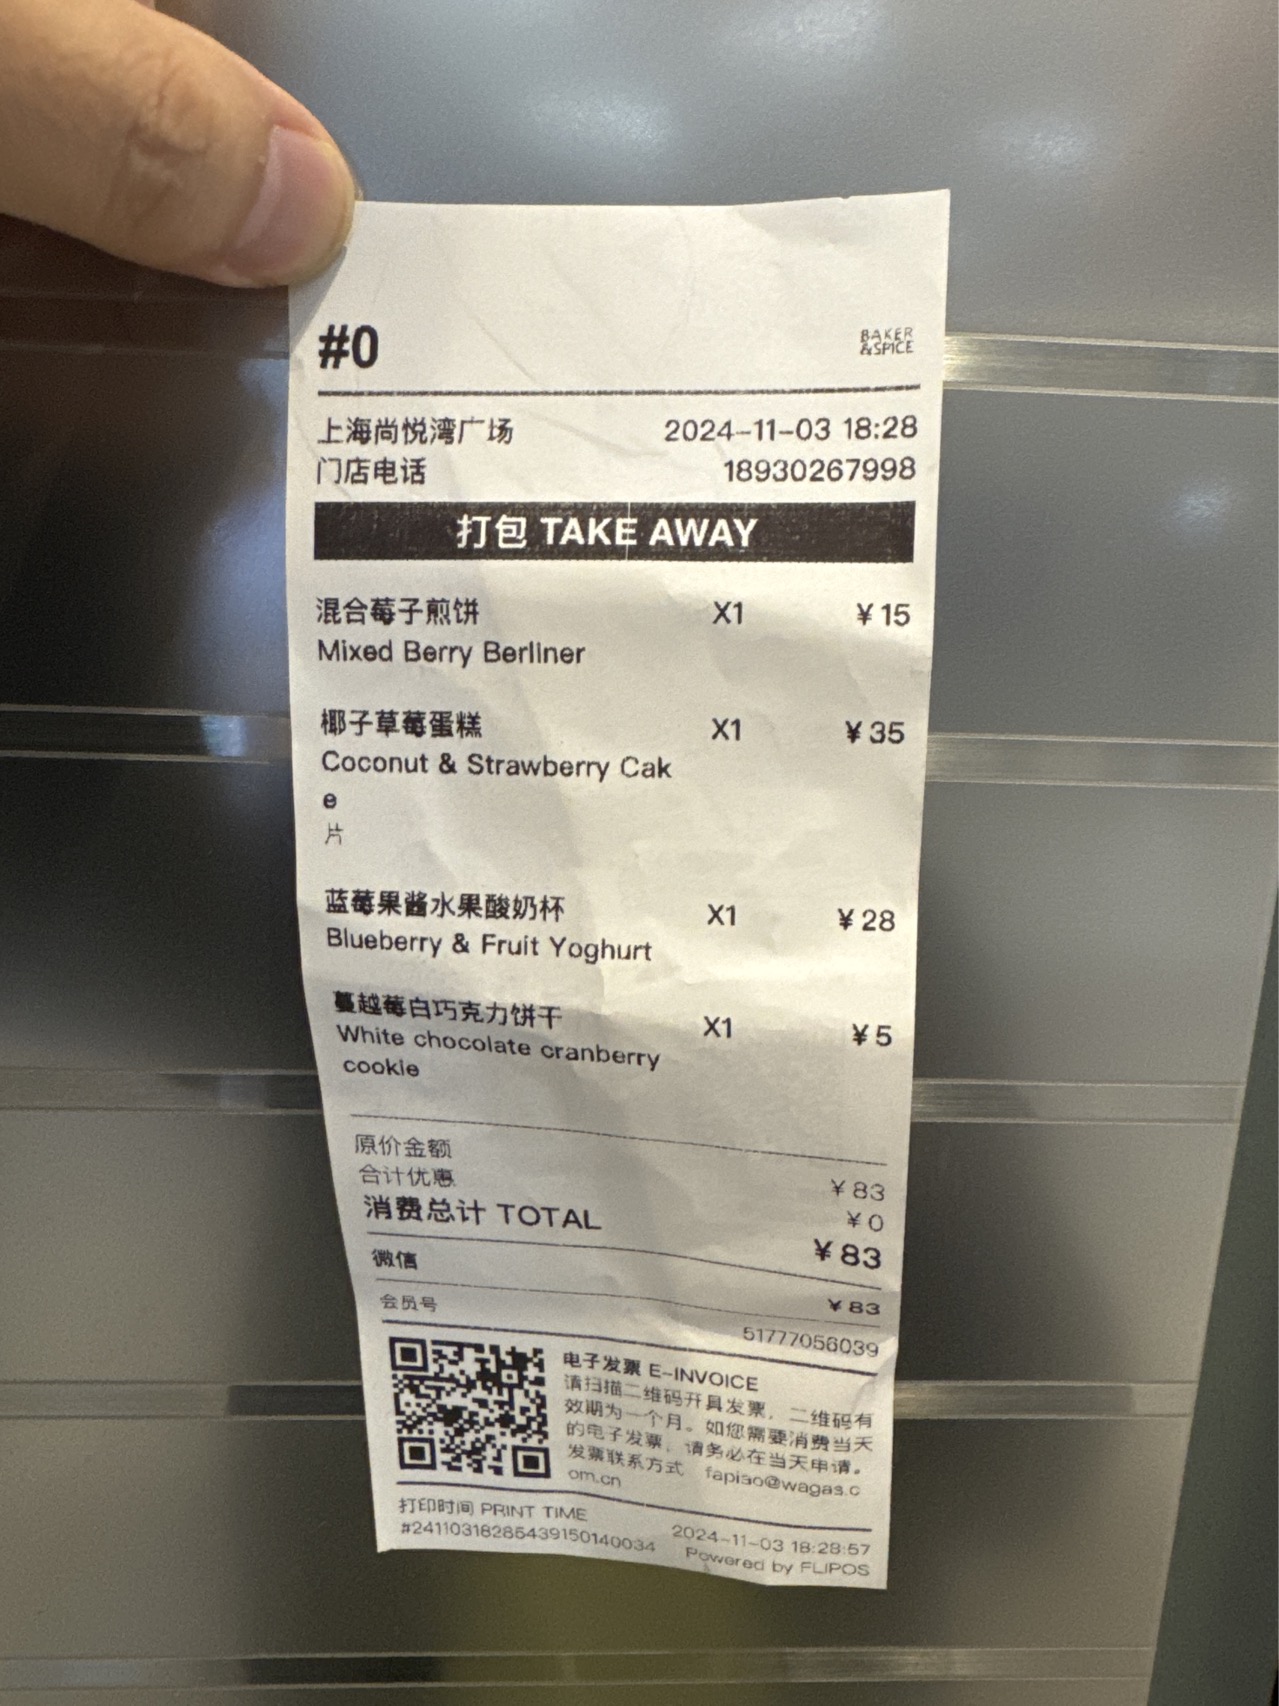 #0
BAKER
&SPICE
上海尚悦湾广场 2024-11-03 18:28
门店电话 18930267998
打包 TAKE AWAY
混合莓子煎饼 X1 ¥15
Mixed Berry Berliner
椰子草莓蛋糕 X1 ¥35
Coconut & Strawberry Cak
e
片
蓝莓果酱水果酸奶杯 X1 ¥28
Blueberry & Fruit Yoghurt
蔓越莓白巧克力饼干 X1 ¥5
White chocolate cranberry
cookie
原价金额 ¥83
合计优惠 ¥0
消费总计 TOTAL ¥83
微信 ¥83
会员号 51777056039
电子发票 E-INVOICE
请扫描二维码开具发票，二维码有
效期为一个月。如您需要消费当天
的电子发票，请务必在当天申请。
发票联系方式 fapiao@wagas.c
om.cn
打印时间 PRINT TIME 2024-11-03 18:28:57
#2411031828543915014​0034 Powered by FLIPOS